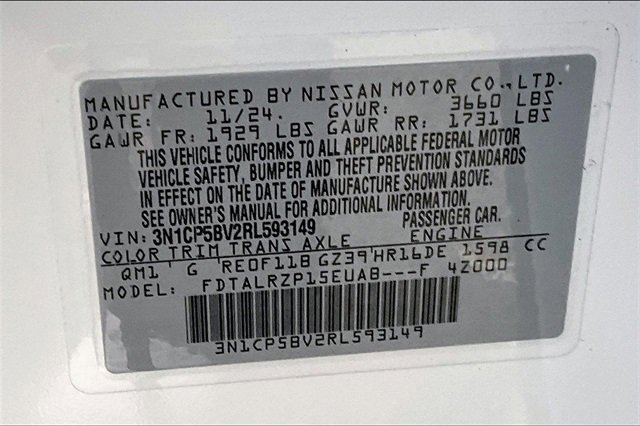 MANUFACTURED BY NISSAN MOTOR CO., LTD.
DATE: 11/24. GVWR: 3660 LBS
GAWR FR: 1929 LBS GAWR RR: 1731 LBS
THIS VEHICLE CONFORMS TO ALL APPLICABLE FEDERAL MOTOR
VEHICLE SAFETY, BUMPER AND THEFT PREVENTION STANDARDS
IN EFFECT ON THE DATE OF MANUFACTURE SHOWN ABOVE.
SEE OWNER'S MANUAL FOR ADDITIONAL INFORMATION.
VIN: 3N1CP5BV2RL593149 PASSENGER CAR.
COLOR TRIM TRANS AXLE ENGINE
QM1 G RE0F11B GZ39 HR16DE 1598 CC
MODEL: FDTALRZP15EUAB---F 4Z000
3N1CP5BV2RL593149